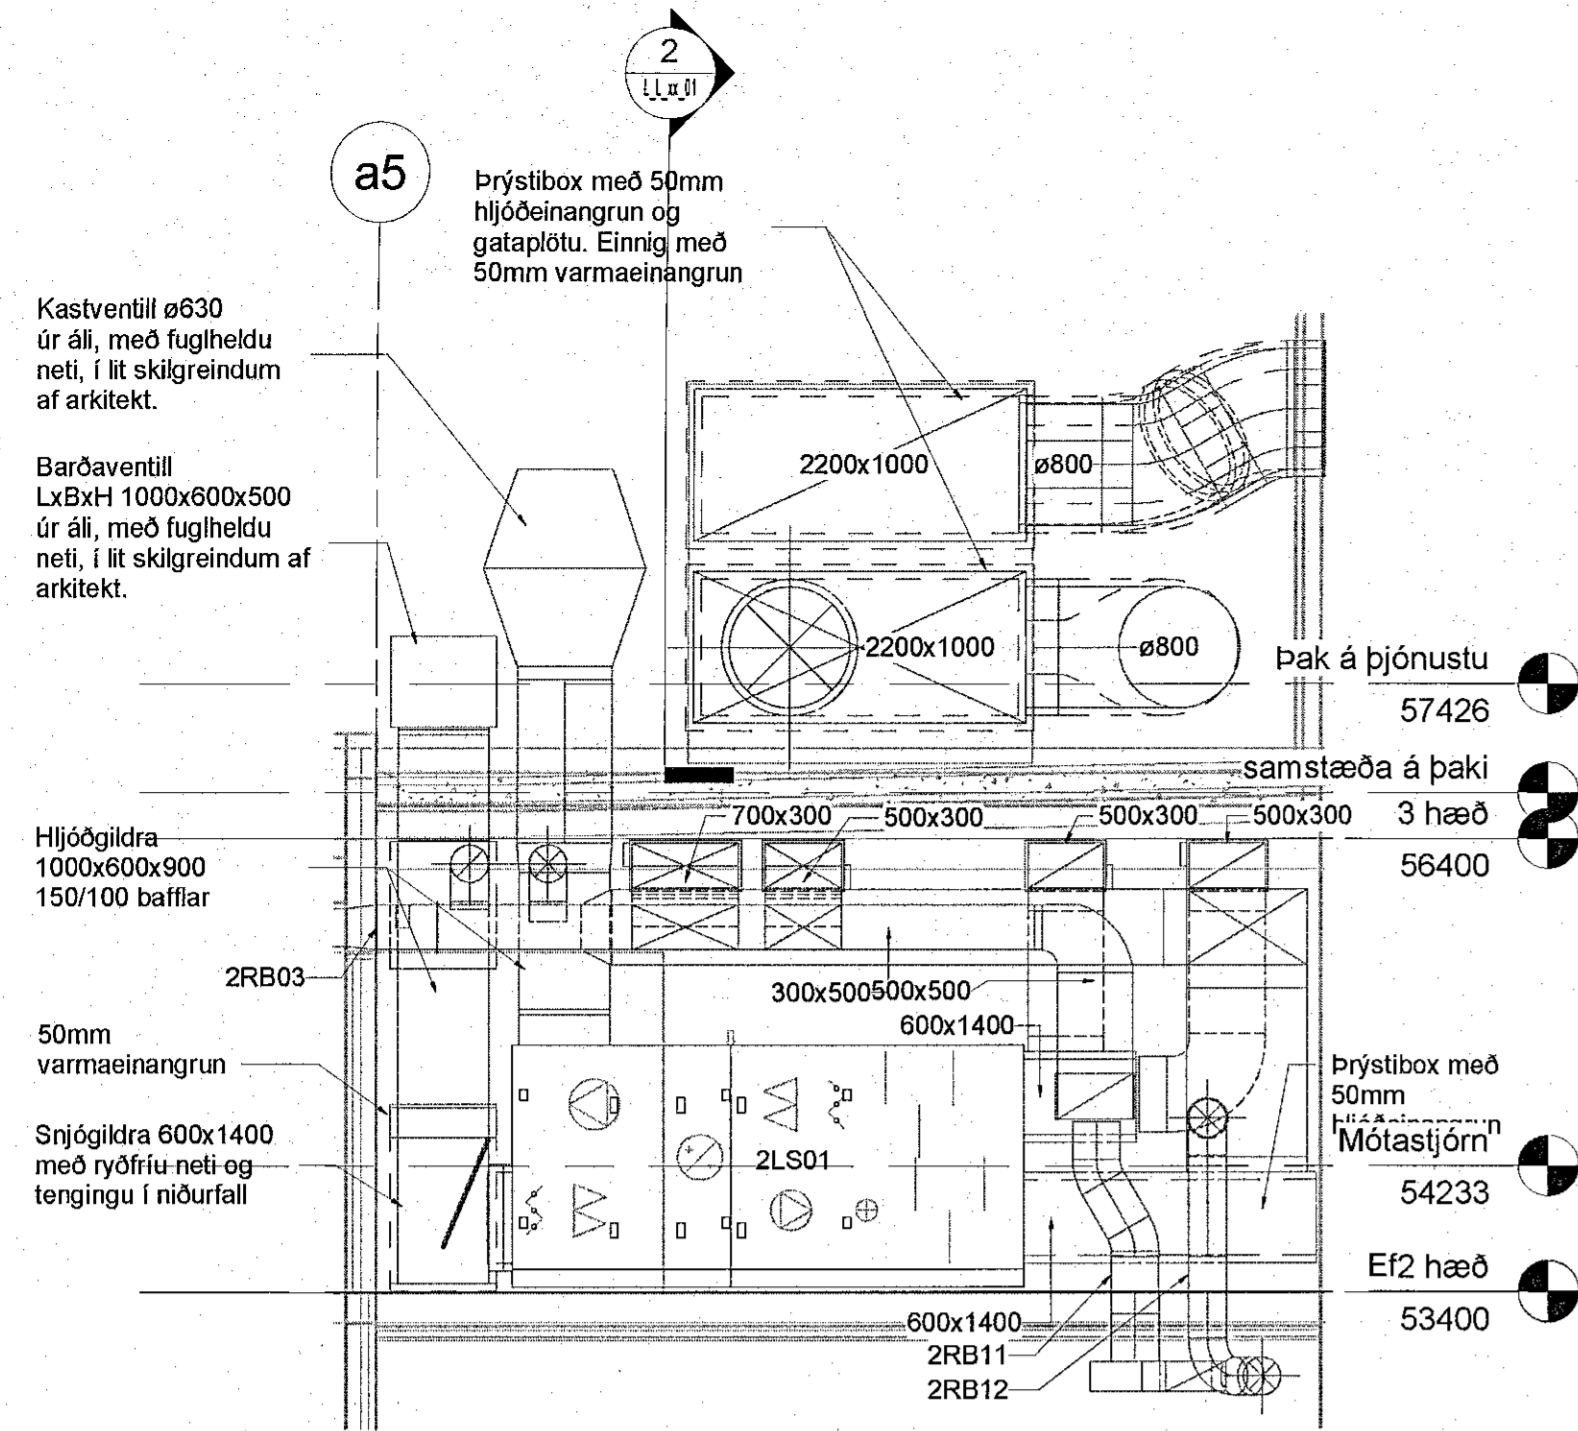 2
a5
Þrýstibox með 50mm
hljóðeinangrun og
gataplötu. Einnig með
50mm varmaeinangrun
Kastventill ø630
úr áli, með fuglheldu
neti, í lit skilgreindum
af arkitekt.
Barðaventill
LxBxH 1000x600x500
úr áli, með fuglheldu
neti, í lit skilgreindum af
arkitekt.
2200x1000
ø800
2200x1000
ø800
Þak á þjónustu
57426
samstæða á þaki
3 hæð
56400
700x300
500x300
500x300
500x300
Hljóðgildra
1000x600x900
150/100 bafflar
2RB03
300x500500x500
600x1400
50mm
varmaeinangrun
Snjógildra 600x1400
með ryðfríu neti og
tengingu í niðurfall
2LS01
Þrýstibox með
50mm
hljóðeinangrun
Mótastjórn
54233
Ef2 hæð
53400
600x1400
2RB11
2RB12